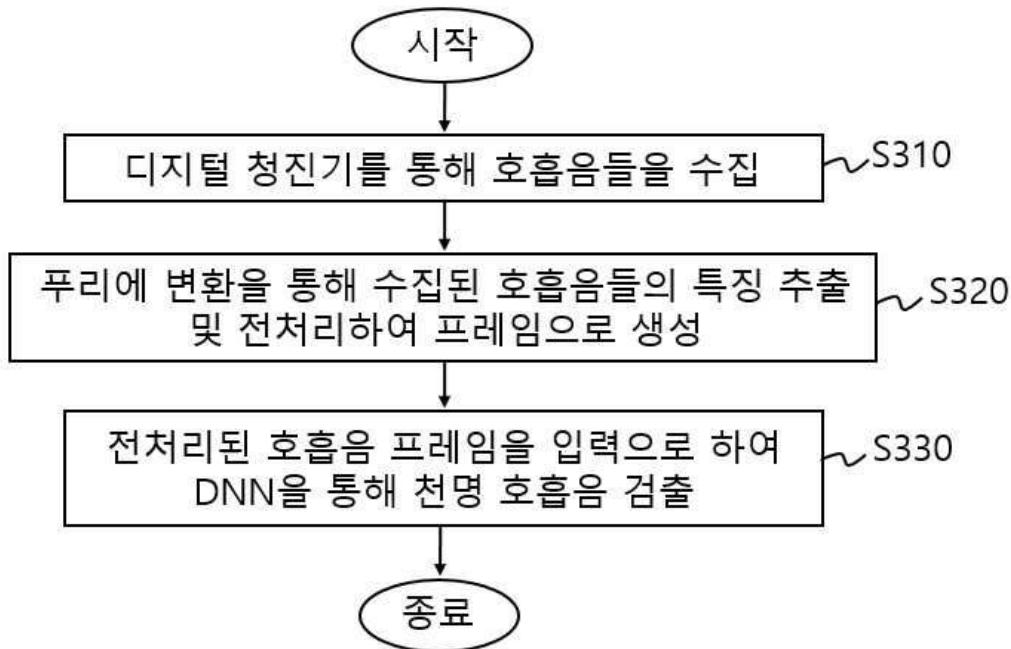 시작
디지털 청진기를 통해 호흡음들을 수집
S310
푸리에 변환을 통해 수집된 호흡음들의 특징 추출
및 전처리하여 프레임으로 생성
S320
전처리된 호흡음 프레임을 입력으로 하여
DNN을 통해 천명 호흡음 검출
S330
종료